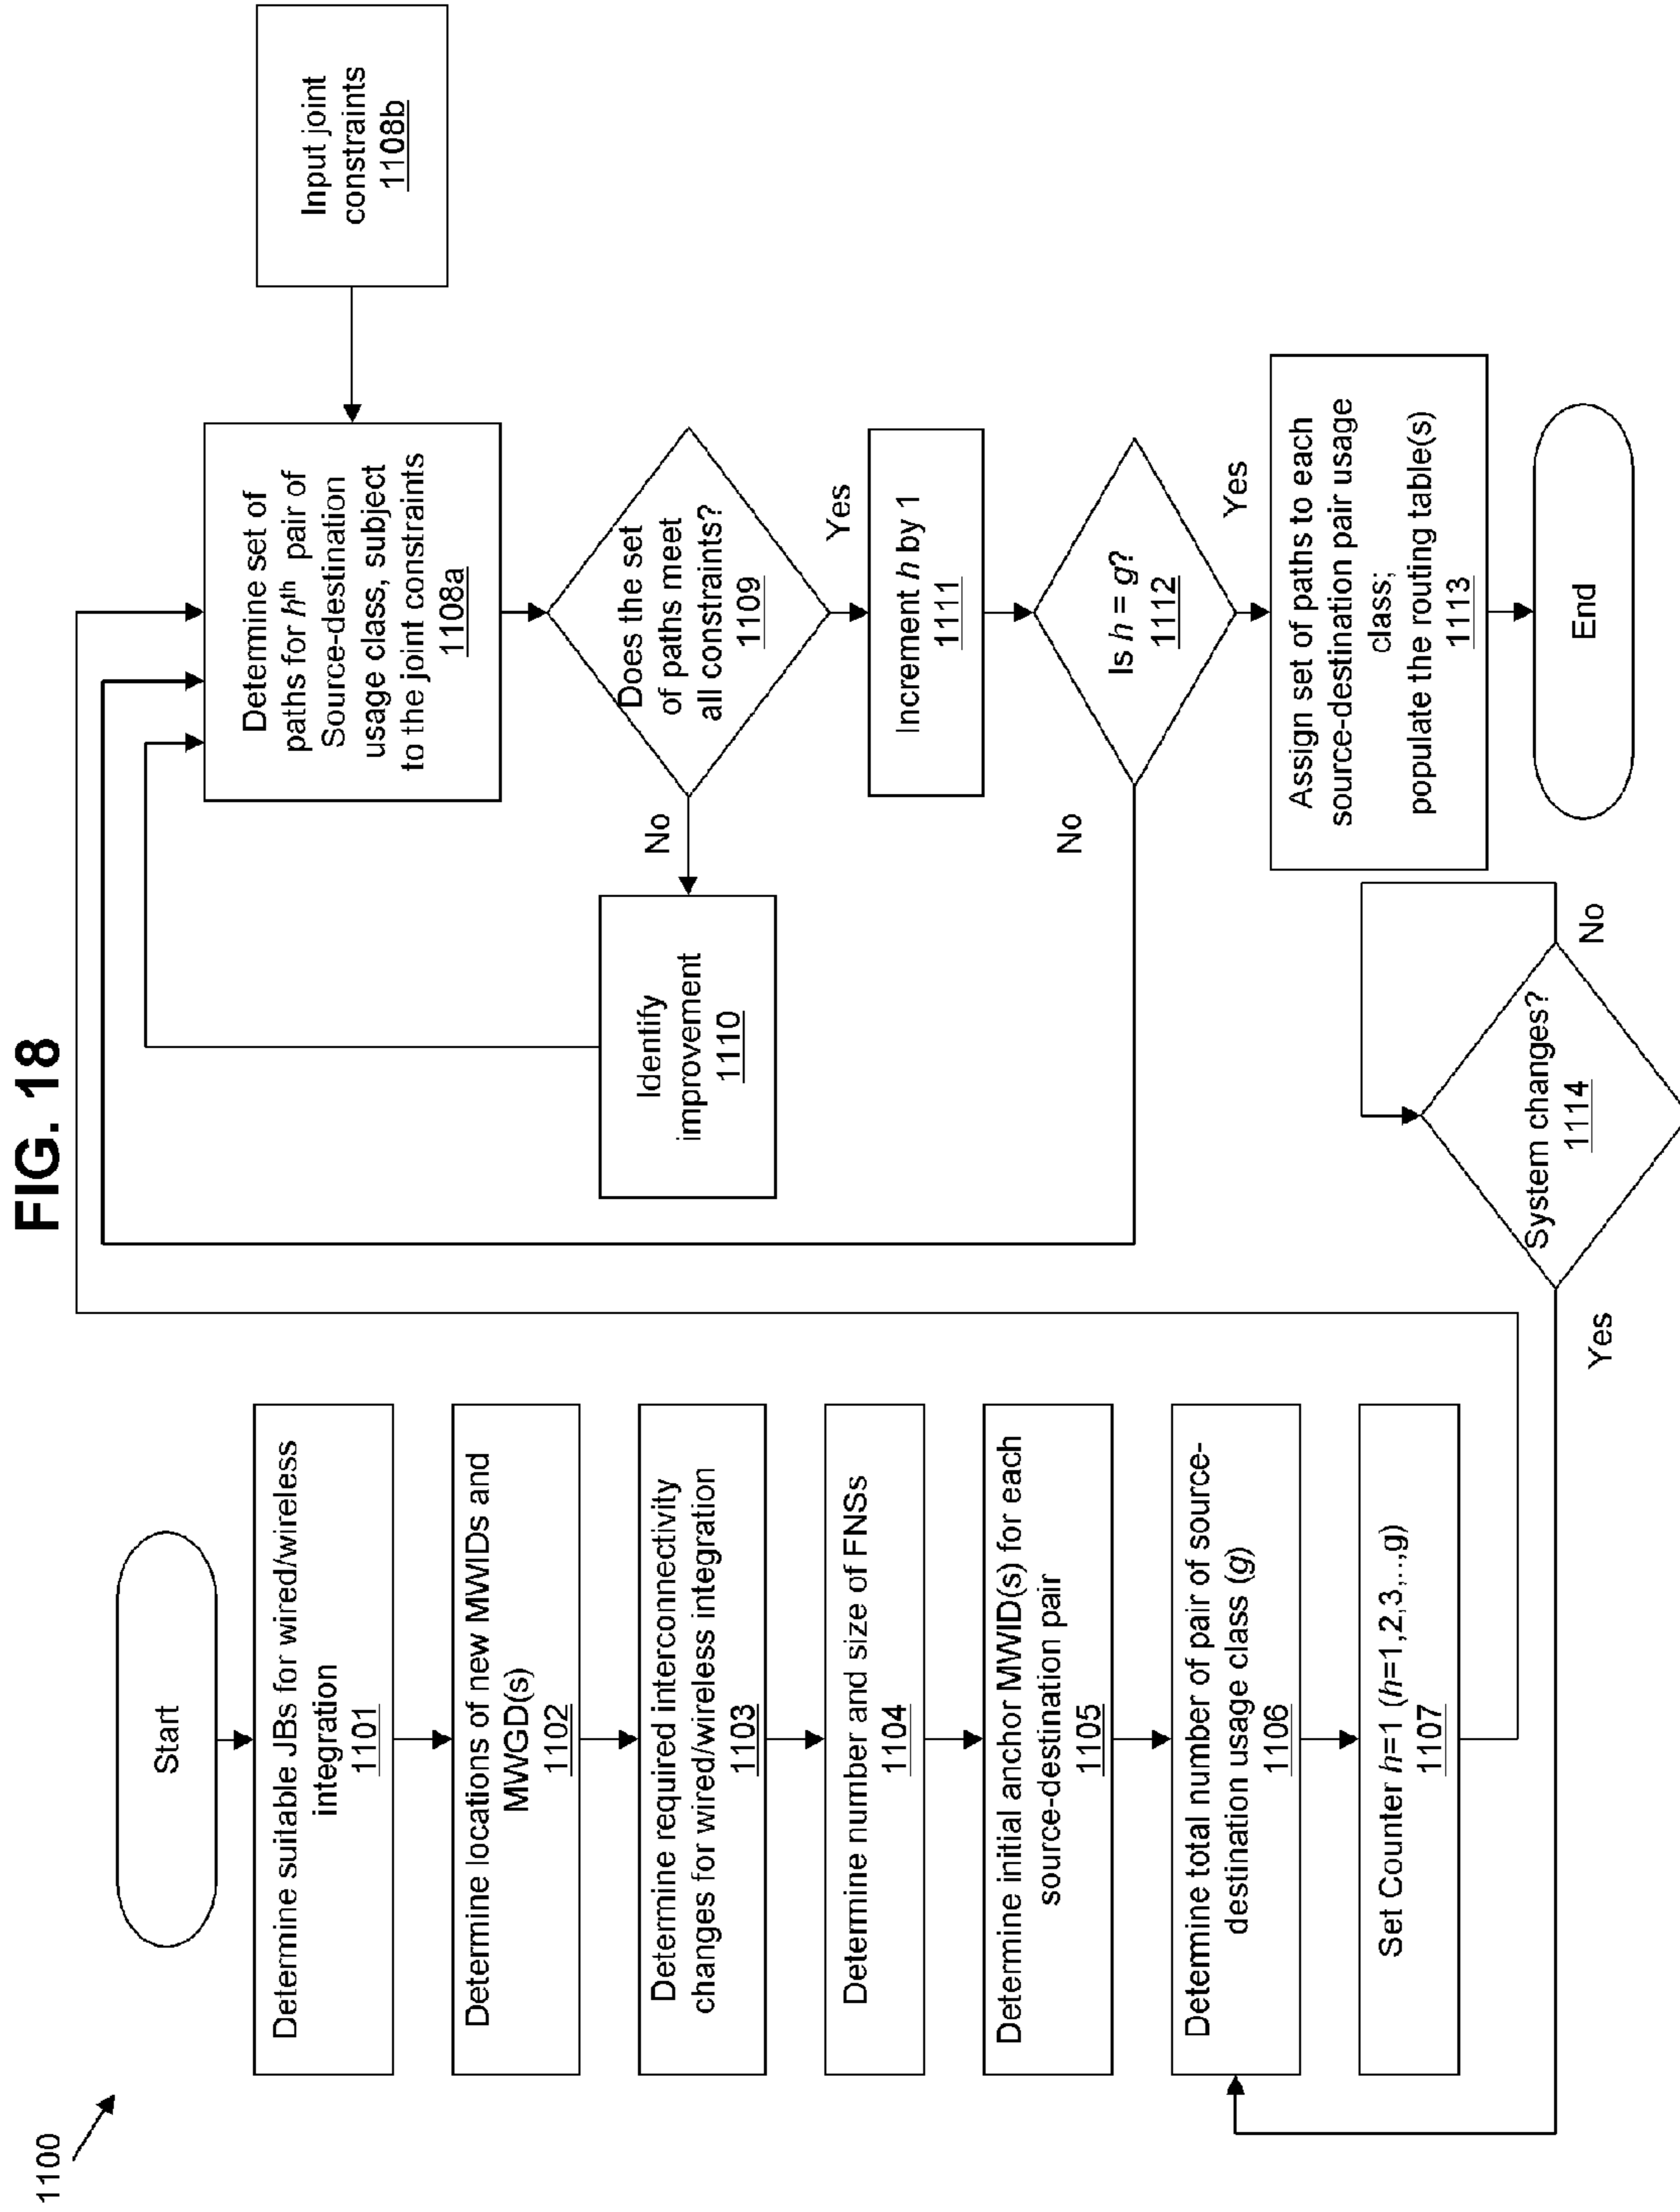 FIG. 18
1100
Start
Determine suitable JBs for wired/wireless
integration
1101
Determine locations of new MWIDs and
MWGD(s)
1102
Determine required interconnectivity
changes for wired/wireless integration
1103
Determine number and size of FNSs
1104
Determine initial anchor MWID(s) for each
source-destination pair
1105
Determine total number of pair of source-
destination usage class (g)
1106
Set Counter h=1 (h=1,2,3,..,g)
1107
Input joint
constraints
1108b
Determine set of
paths for hth pair of
Source-destination
usage class, subject
to the joint constraints
1108a
Does the set
of paths meet
all constraints?
1109
No
Yes
Identify
improvement
1110
Increment h by 1
1111
Is h = g?
1112
No
Yes
Assign set of paths to each
source-destination pair usage
class;
populate the routing table(s)
1113
End
System changes?
1114
No
Yes